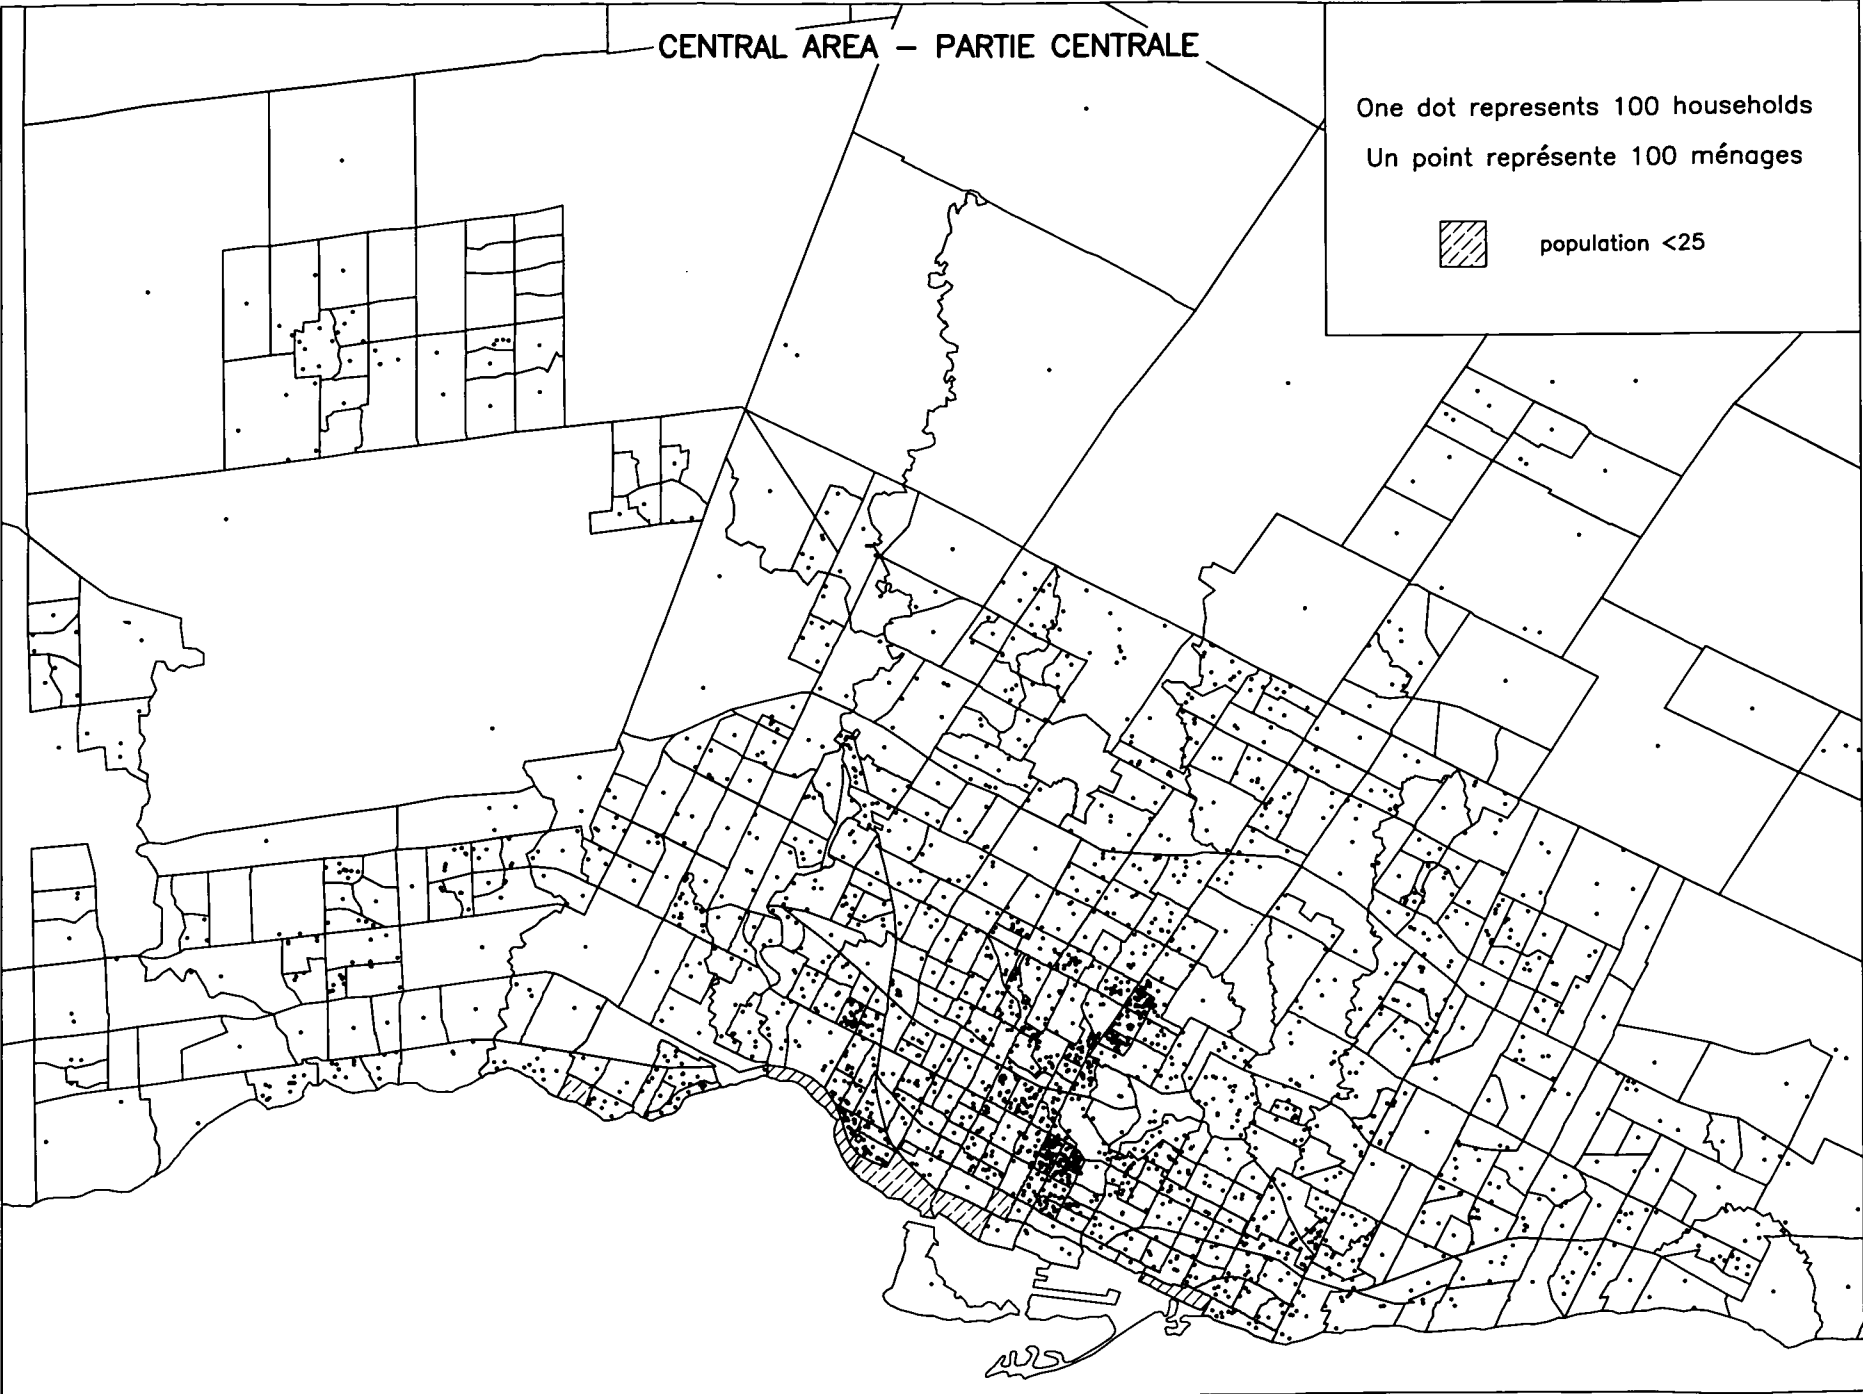 CENTRAL AREA – PARTIE CENTRALE
One dot represents 100 households
Un point représente 100 ménages
population <25